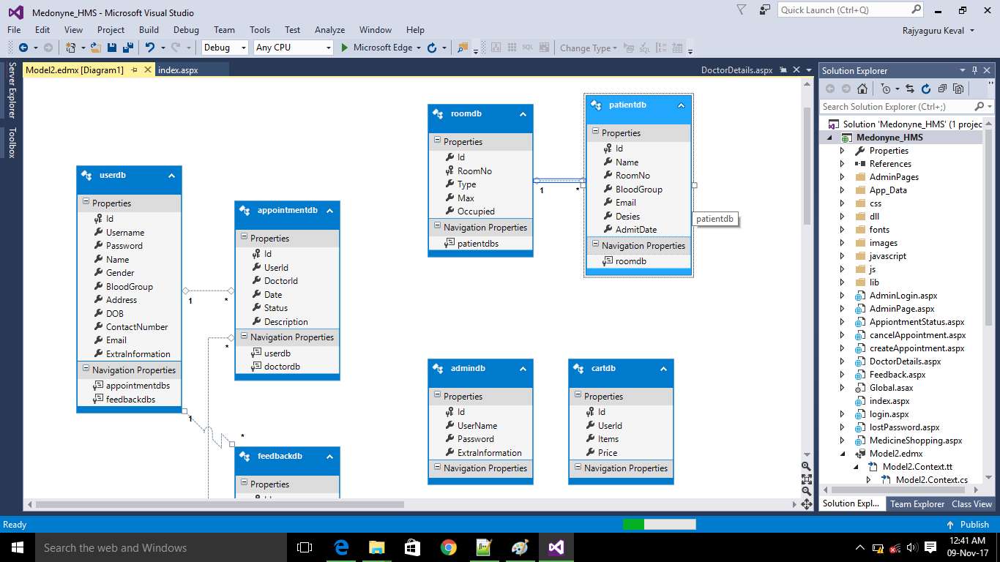 Medonyne_HMS - Microsoft Visual Studio
Quick Launch (Ctrl+Q)
File Edit View Project Build Debug Team Tools Test Analyze Window Help
Rajyaguru Keval
Debug Any CPU Microsoft Edge Change Type
Server Explorer
Toolbox
Model2.edmx [Diagram1] index.aspx DoctorDetails.aspx
userdb
Properties
Id
Username
Password
Name
Gender
BloodGroup
Address
DOB
ContactNumber
Email
ExtraInformation
Navigation Properties
appointmentdbs
feedbackdbs
1
*
1
*
appointmentdb
Properties
Id
UserId
DoctorId
Date
Status
Description
Navigation Properties
userdb
doctordb
*
feedbackdb
Properties
roomdb
Properties
Id
RoomNo
Type
Max
Occupied
Navigation Properties
patientdbs
1
*
patientdb
Properties
Id
Name
RoomNo
BloodGroup
Email
Desies
AdmitDate
Navigation Properties
roomdb
patientdb
admindb
Properties
Id
UserName
Password
ExtraInformation
Navigation Properties
cartdb
Properties
Id
UserId
Items
Price
Navigation Properties
Solution Explorer
Search Solution Explorer (Ctrl+;)
Solution 'Medonyne_HMS' (1 projec
Medonyne_HMS
Properties
References
AdminPages
App_Data
css
dll
fonts
images
javascript
js
lib
AdminLogin.aspx
AdminPage.aspx
AppiontmentStatus.aspx
cancelAppointment.aspx
createAppointment.aspx
DoctorDetails.aspx
Feedback.aspx
Global.asax
index.aspx
login.aspx
lostPassword.aspx
MedicineShopping.aspx
Model2.edmx
Model2.Context.tt
Model2.Context.cs
Solution Expl... Team Explorer Class View
Ready
Publish
Search the web and Windows
12:41 AM
09-Nov-17